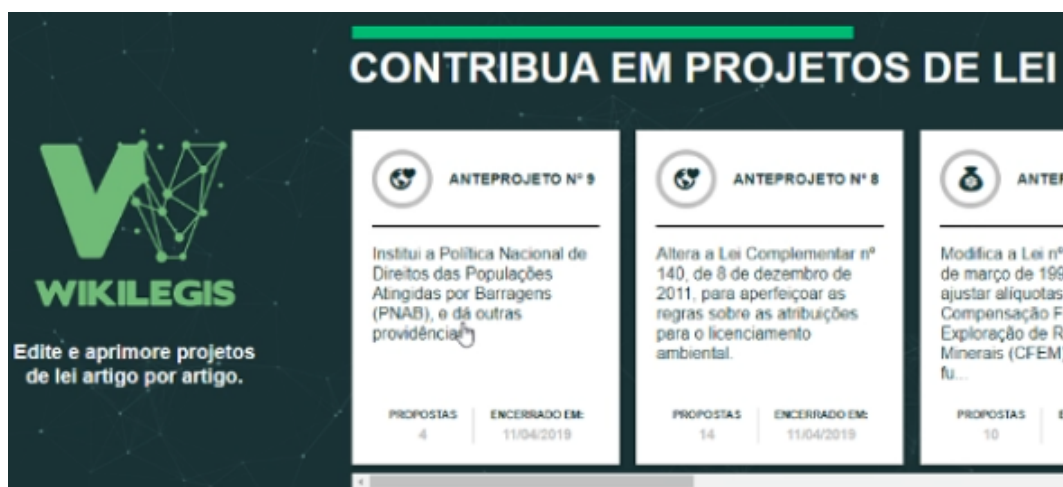 CONTRIBUA EM PROJETOS DE LEI
WIKILEGIS
Edite e aprimore projetos
de lei artigo por artigo.
ANTEPROJETO Nº 9
Institui a Política Nacional de
Direitos das Populações
Atingidas por Barragens
(PNAB), e dá outras
PROPOSTAS
4
ENCERRADO EM:
11/04/2019
ANTEPROJETO Nº 8
Altera a Lei Complementar nº
140, de 8 de dezembro de
2011, para aperfeiçoar as
regras sobre as atribuições
para o licenciamento
ambiental.
PROPOSTAS
14
ENCERRADO EM:
11/04/2019
Modifica a Lei nº
de março de
ajustar alíquotas
Compensação
Exploração de
Minerais (CFEM
fu...
PROPOSTAS
10